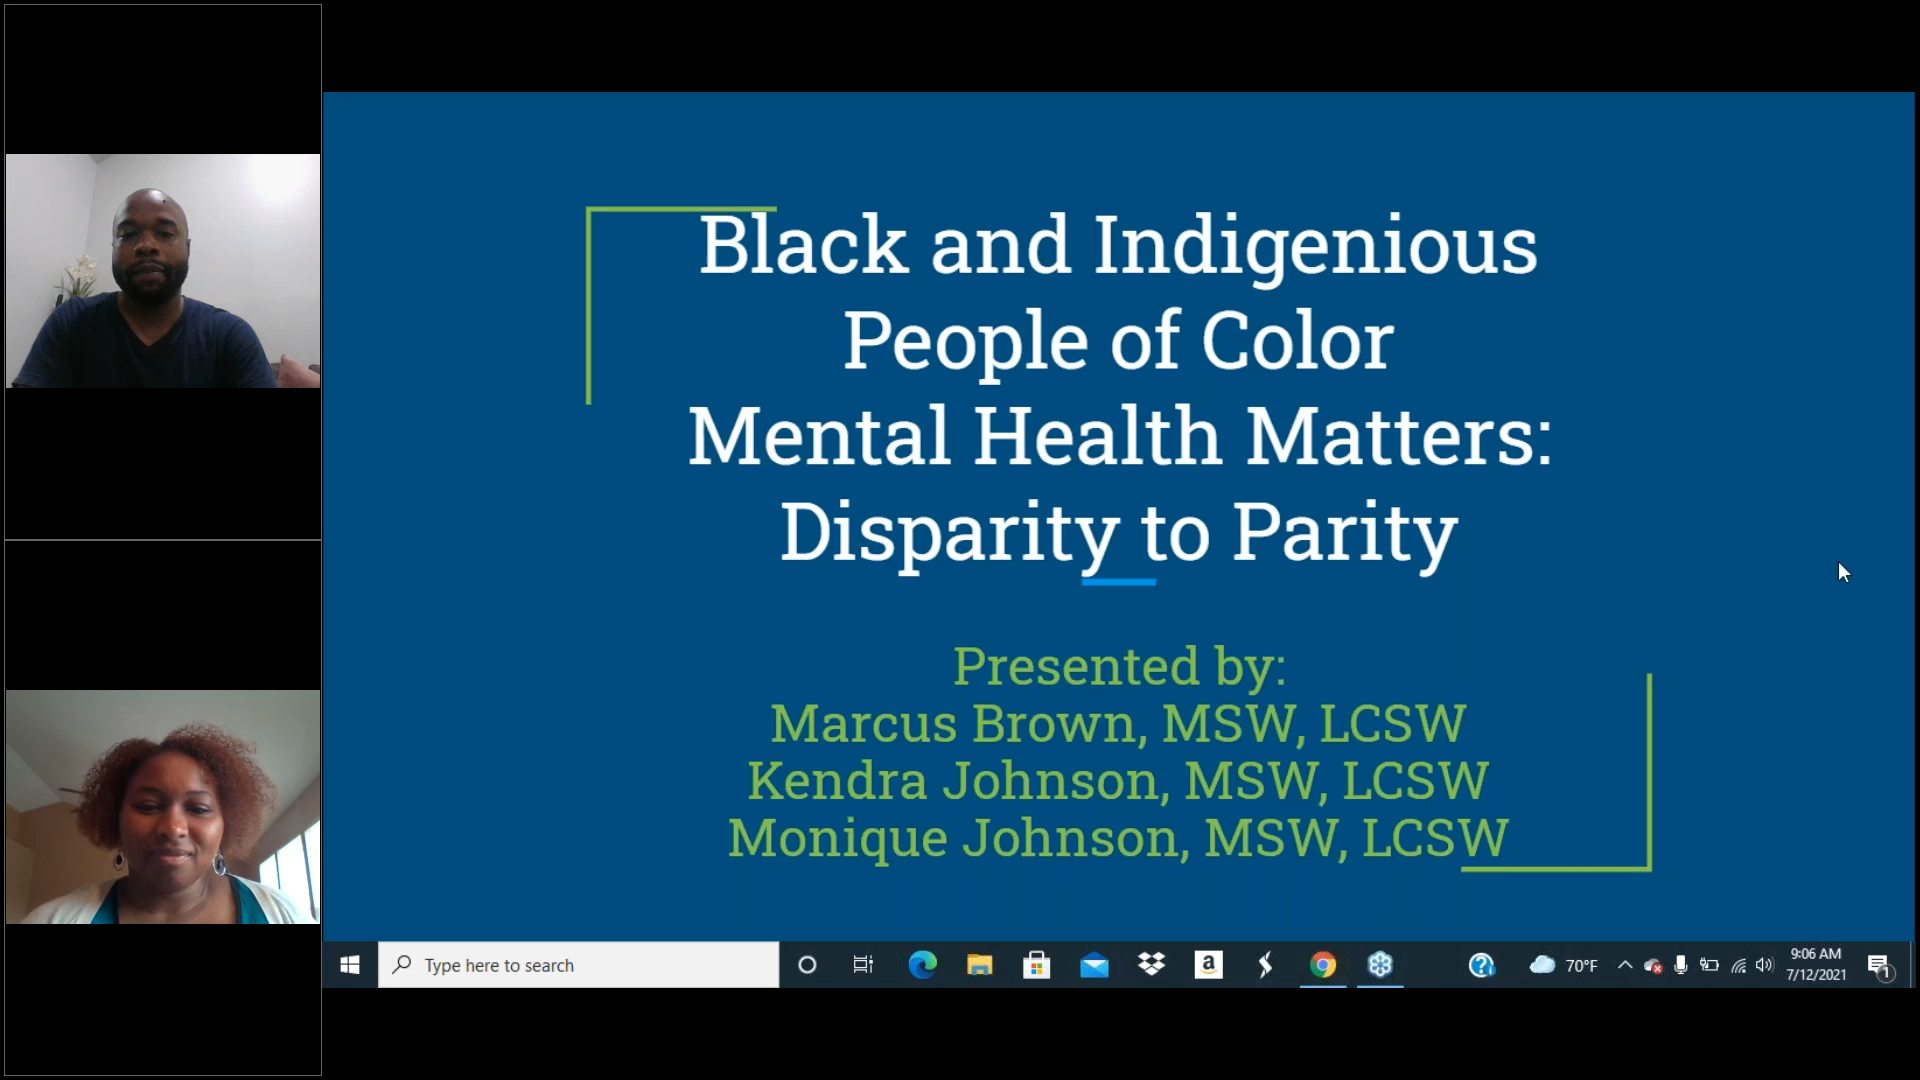 Black and Indigenious
People of Color
Mental Health Matters:
Disparity to Parity
Presented by:
Marcus Brown, MSW, LCSW
Kendra Johnson, MSW, LCSW
Monique Johnson, MSW, LCSW
Type here to search
a
70°F
9:06 AM
7/12/2021
1